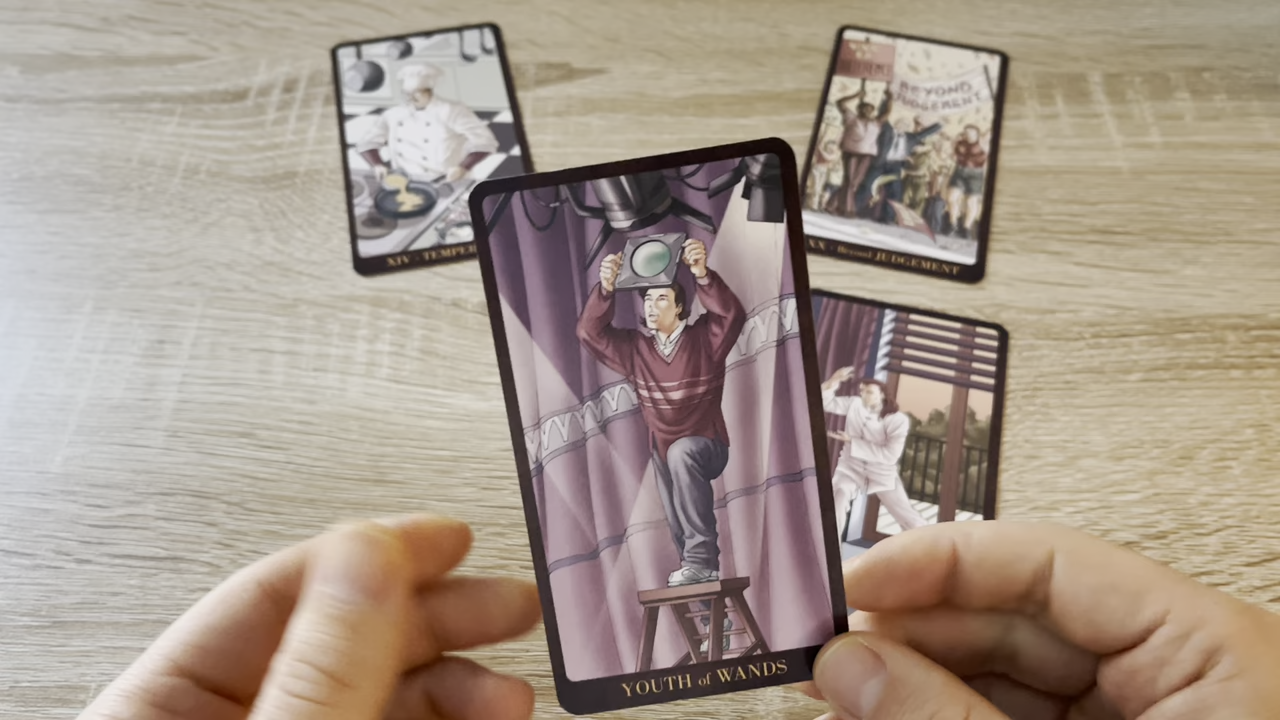 BEYOND
JUDGEMENT
XIV · TEMPER
XX · Beyond JUDGEMENT
YOUTH of WANDS